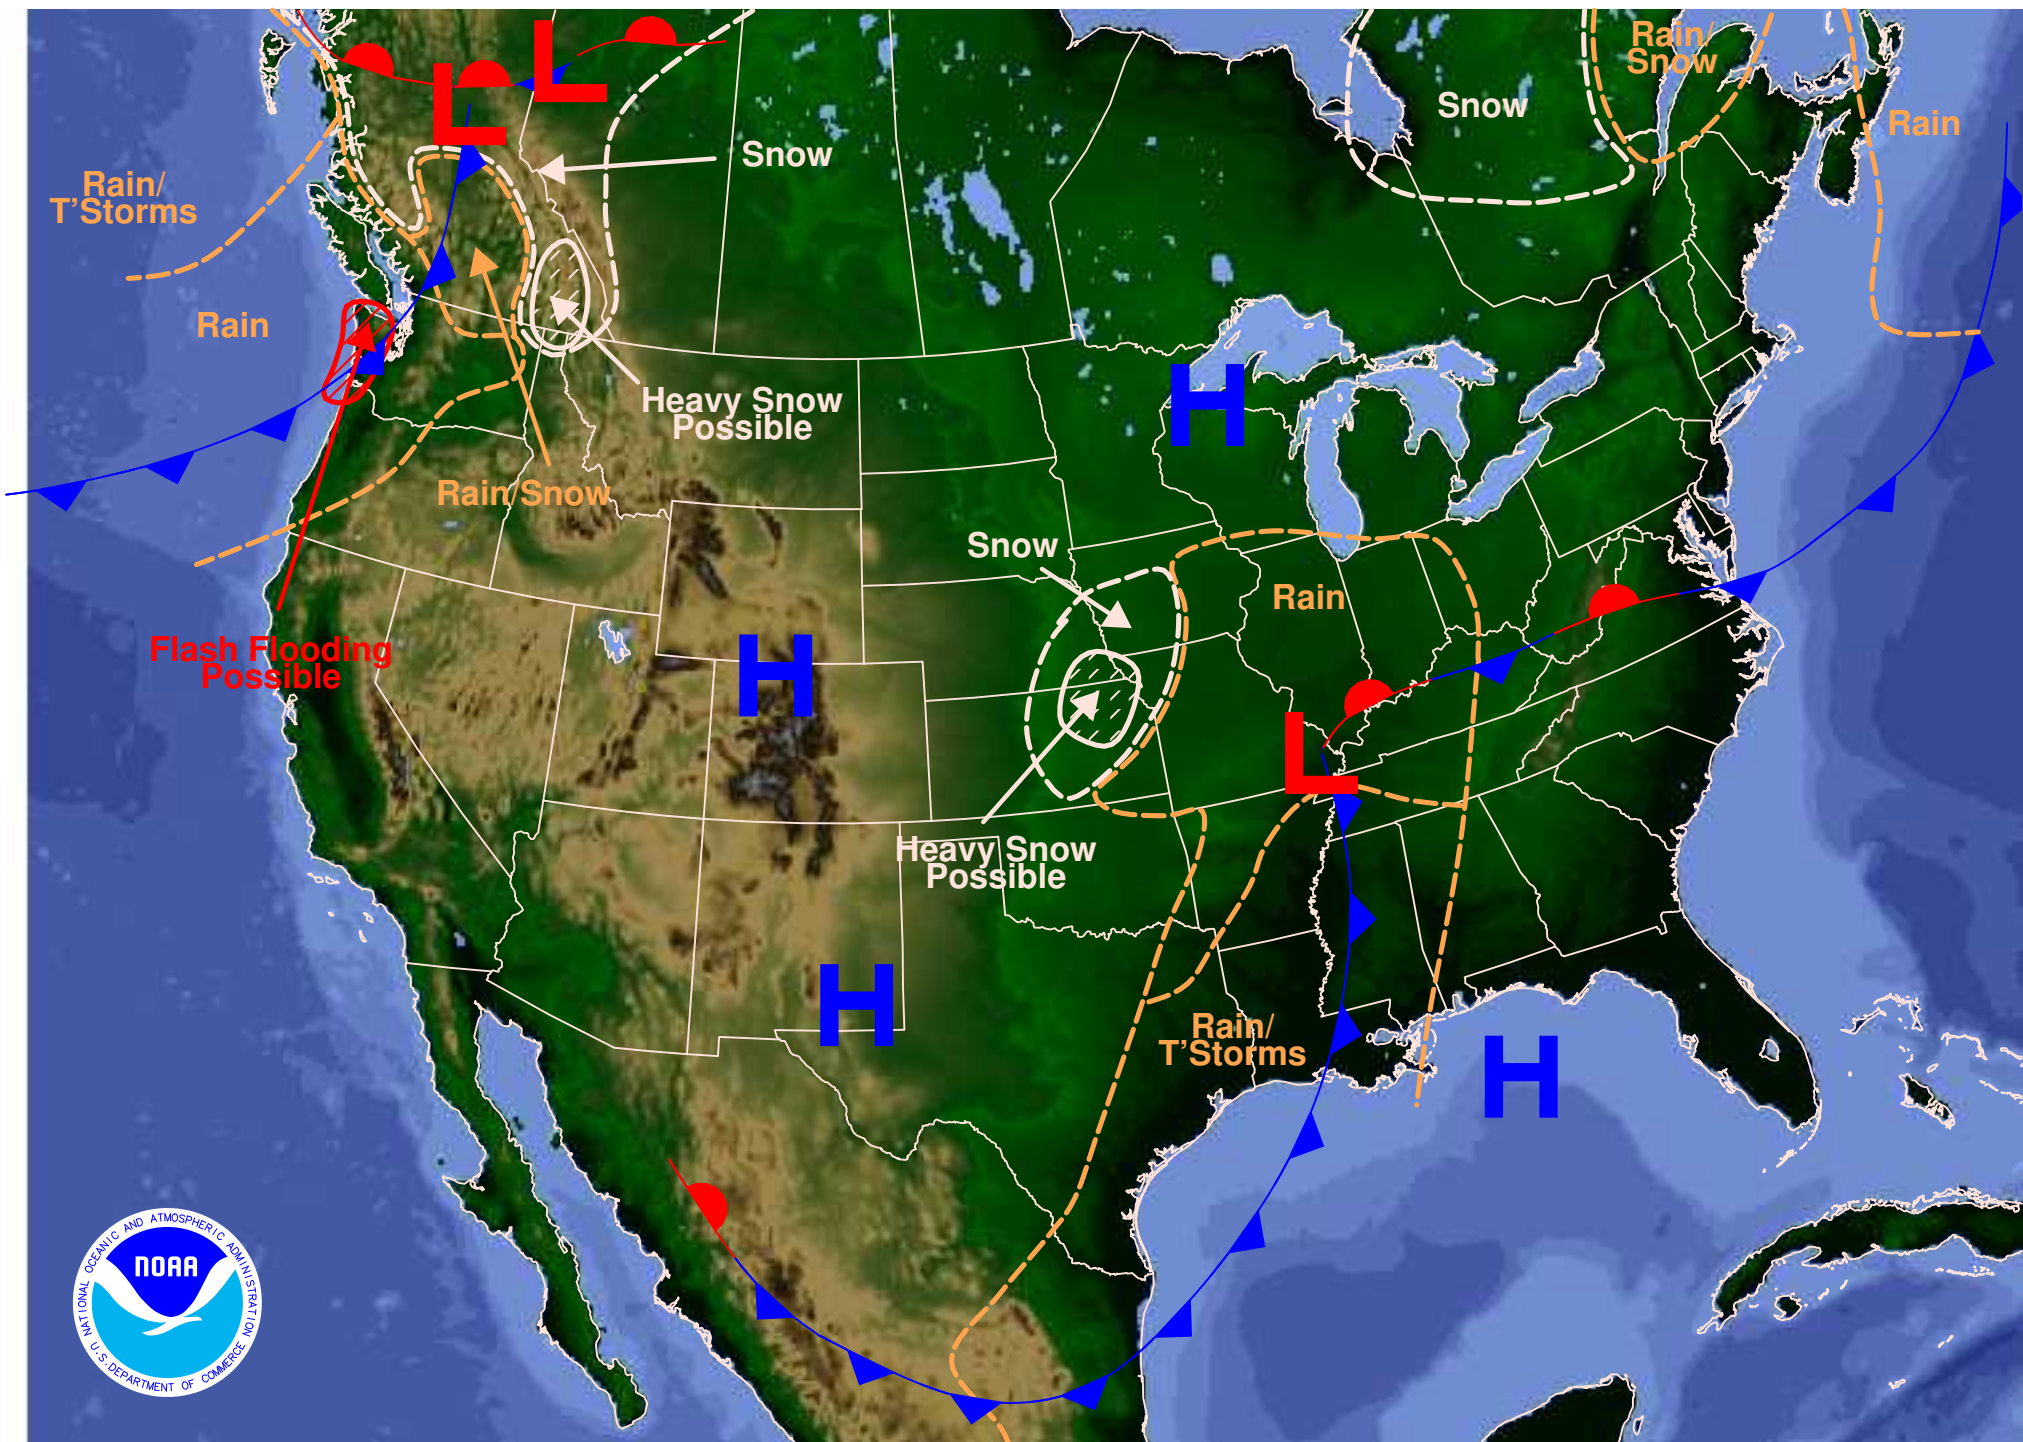 Rain/
Snow
Snow
Rain
L
L
Snow
Rain/
T'Storms
Rain
Heavy Snow
Possible
H
Rain/Snow
Snow
Rain
Flash Flooding
Possible
H
L
Heavy Snow
Possible
H
Rain/
T'Storms
H
NATIONAL OCEANIC AND ATMOSPHERIC ADMINISTRATION
NOAA
U.S. DEPARTMENT OF COMMERCE